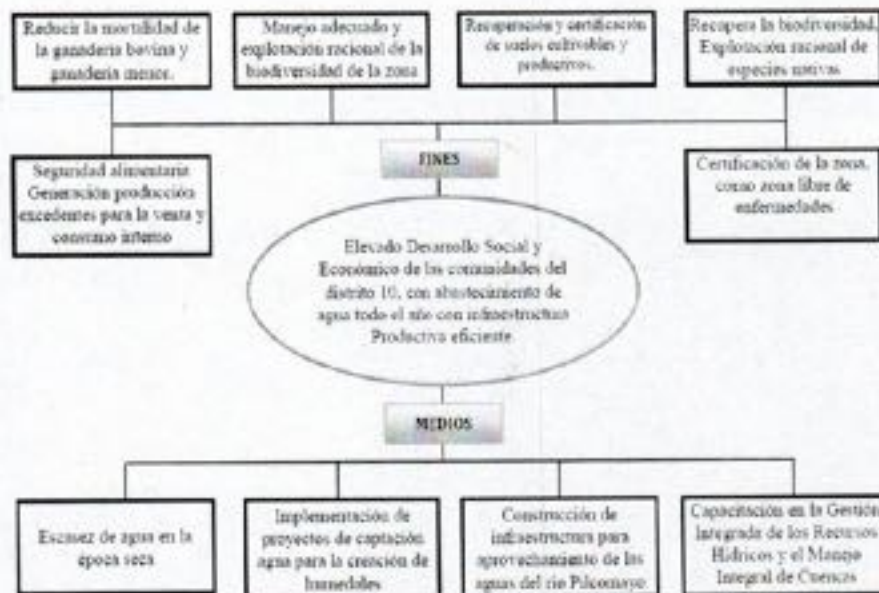 Reducir la mortalidad de
la ganadería bovina y
ganadería menor.
Manejo adecuado y
explotación racional de la
biodiversidad de la zona
Recuperación y certificación
de suelos cultivables y
productivos.
Recupera la biodiversidad,
Explotación racional de
especies nativas
FINES
Seguridad alimentaria
Generación producción
excedentes para la venta y
consumo interno
Certificación de la zona,
como zona libre de
enfermedades
Elevado Desarrollo Social y
Económico de las comunidades del
distrito 10, con abastecimiento de
agua todo el año con infraestructura
Productiva eficiente
MEDIOS
Escasez de agua en la
época seca
Implementación de
proyectos de captación
agua para la creación de
humedales
Construcción de
infraestructura para
aprovechamiento de las
aguas del rio Pilcomayo
Capacitación en la Gestión
Integrada de los Recursos
Hídricos y el Manejo
Integral de Cuencas